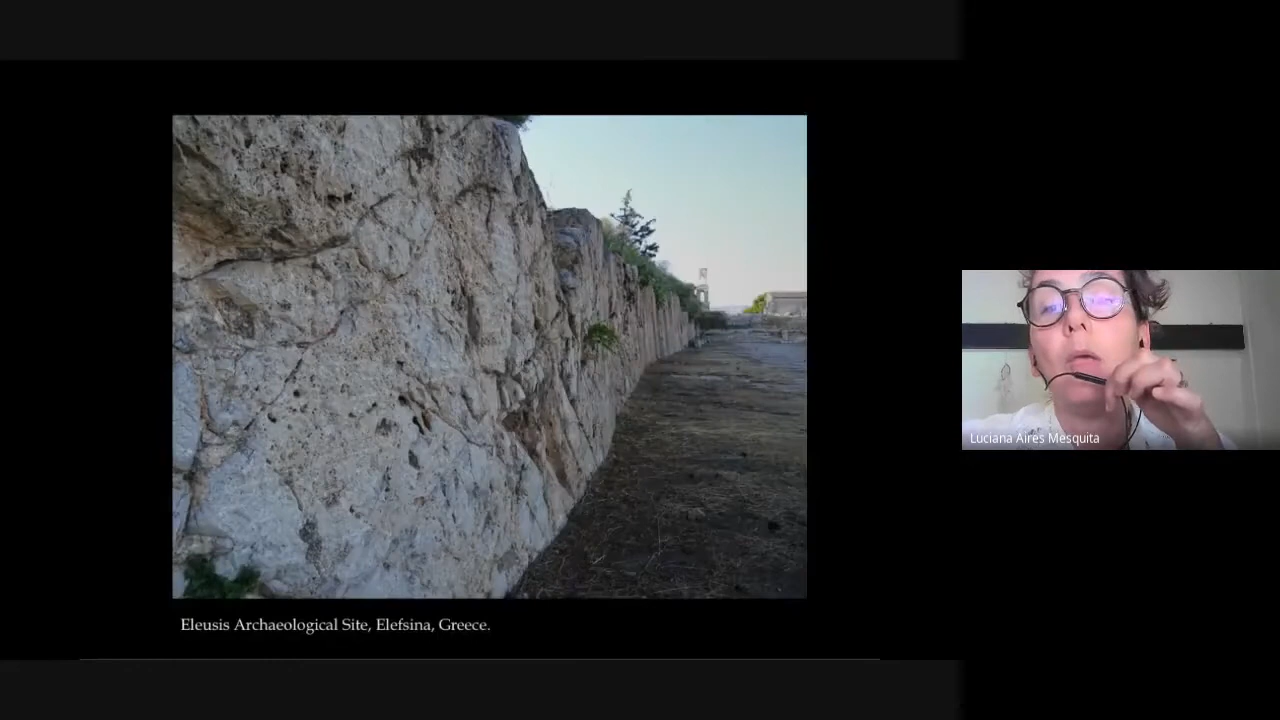 Eleusis Archaeological Site, Elefsina, Greece.
Luciana Aires Mesquita